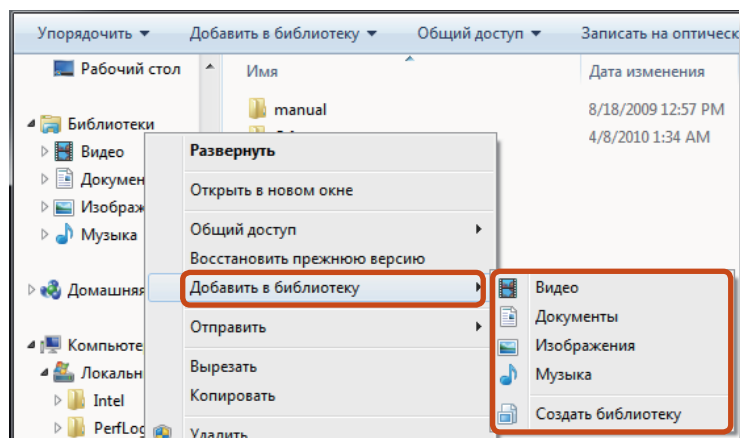 Упорядочить Добавить в библиотеку Общий доступ Записать на оптическ
Рабочий стол
Имя Дата изменения
manual 8/18/2009 12:57 PM
4/8/2010 1:34 AM
Библиотеки
Видео
Докумен
Изображ
Музыка
Домашняя
Компьюте
Локальн
Intel
PerfLog
Развернуть
Открыть в новом окне
Общий доступ
Восстановить прежнюю версию
Добавить в библиотеку
Отправить
Вырезать
Копировать
Удалить
Видео
Документы
Изображения
Музыка
Создать библиотеку